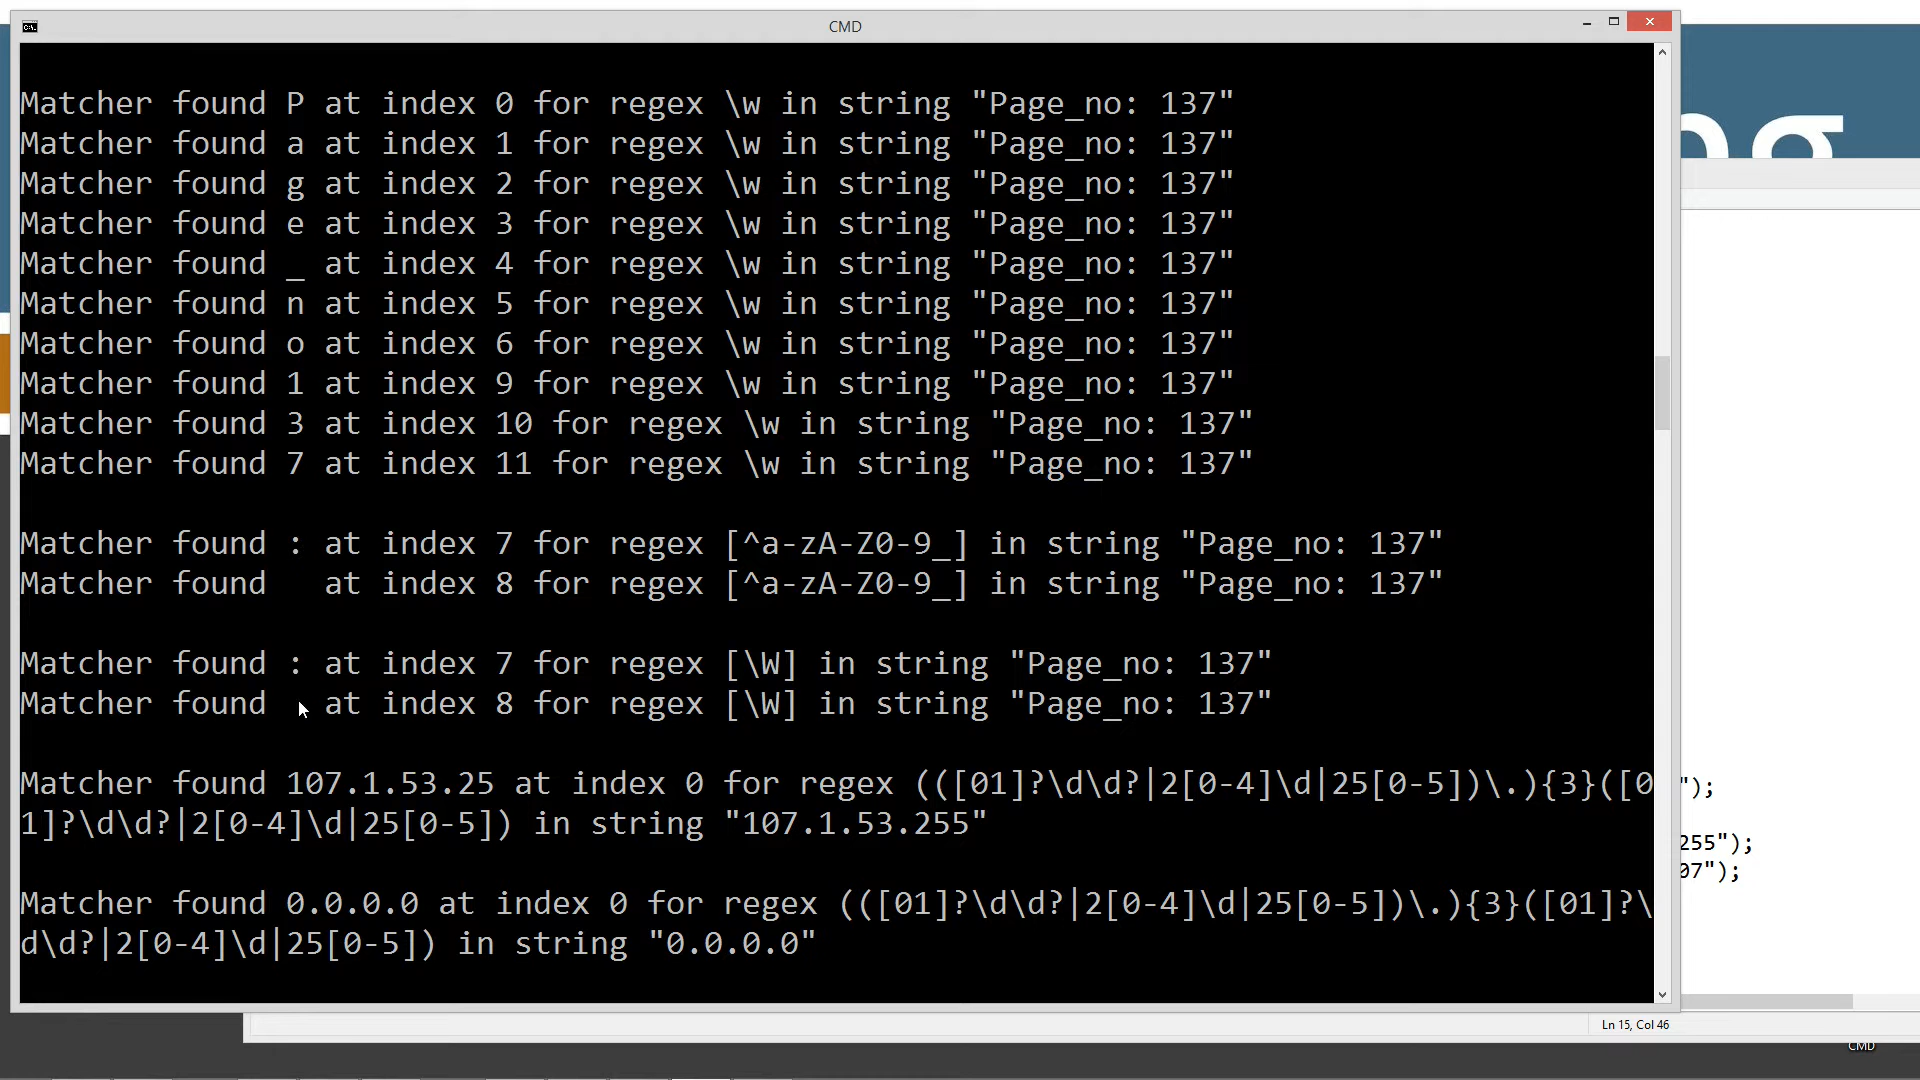 CMD
Matcher found P at index 0 for regex \w in string "Page_no: 137"
Matcher found a at index 1 for regex \w in string "Page_no: 137"
Matcher found g at index 2 for regex \w in string "Page_no: 137"
Matcher found e at index 3 for regex \w in string "Page_no: 137"
Matcher found _ at index 4 for regex \w in string "Page_no: 137"
Matcher found n at index 5 for regex \w in string "Page_no: 137"
Matcher found o at index 6 for regex \w in string "Page_no: 137"
Matcher found 1 at index 9 for regex \w in string "Page_no: 137"
Matcher found 3 at index 10 for regex \w in string "Page_no: 137"
Matcher found 7 at index 11 for regex \w in string "Page_no: 137"
Matcher found : at index 7 for regex [^a-zA-Z0-9_] in string "Page_no: 137"
Matcher found   at index 8 for regex [^a-zA-Z0-9_] in string "Page_no: 137"
Matcher found : at index 7 for regex [\W] in string "Page_no: 137"
Matcher found   at index 8 for regex [\W] in string "Page_no: 137"
Matcher found 107.1.53.25 at index 0 for regex (([01]?\d\d?|2[0-4]\d|25[0-5])\.){3}([0
1]?\d\d?|2[0-4]\d|25[0-5]) in string "107.1.53.255"
Matcher found 0.0.0.0 at index 0 for regex (([01]?\d\d?|2[0-4]\d|25[0-5])\.){3}([01]?\
d\d?|2[0-4]\d|25[0-5]) in string "0.0.0.0"
");
255");
07");
Ln 15, Col 46
CMD